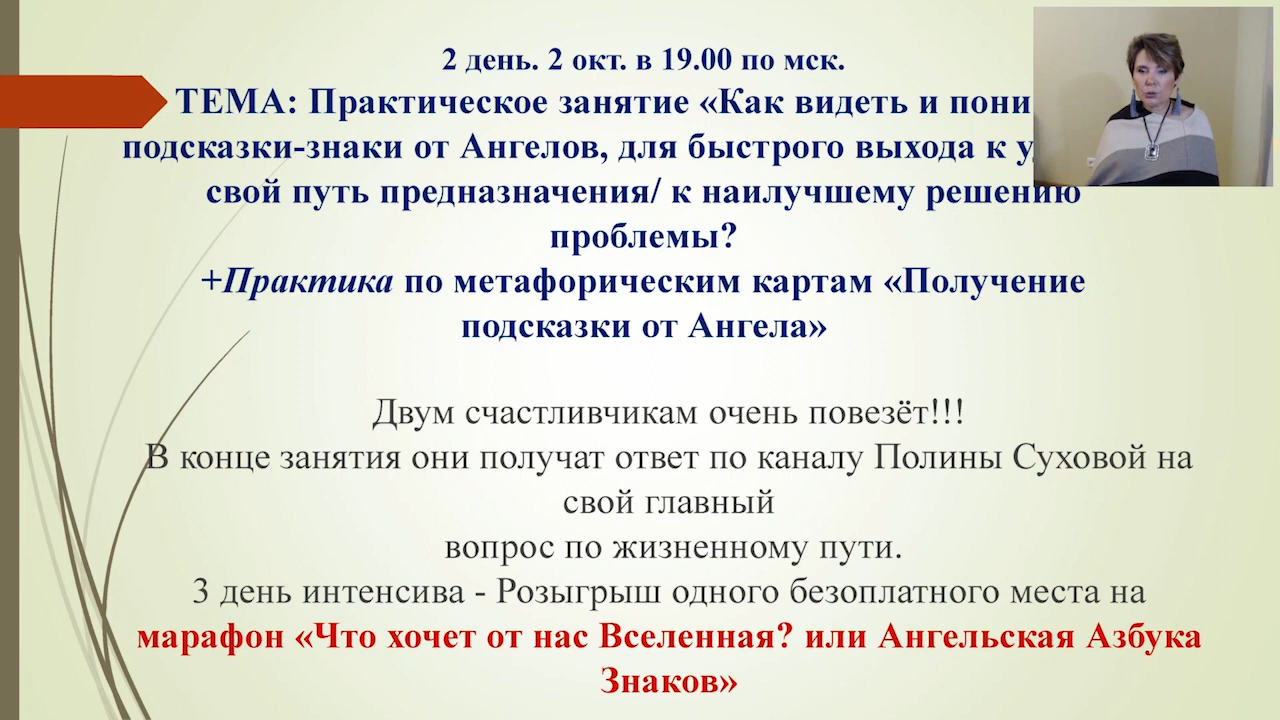 2 день. 2 окт. в 19.00 по мск.
ТЕМА: Практическое занятие «Как видеть и
подсказки-знаки от Ангелов, для быстрого выхода к
свой путь предназначения/ к наилучшему решению
проблемы?
+Практика по метафорическим картам «Получение
подсказки от Ангела»
Двум счастливчикам очень повезёт!!!
В конце занятия они получат ответ по каналу Полины Суховой на
свой главный
вопрос по жизненному пути.
3 день интенсива - Розыгрыш одного безоплатного места на
марафон «Что хочет от нас Вселенная? или Ангельская Азбука
Знаков»